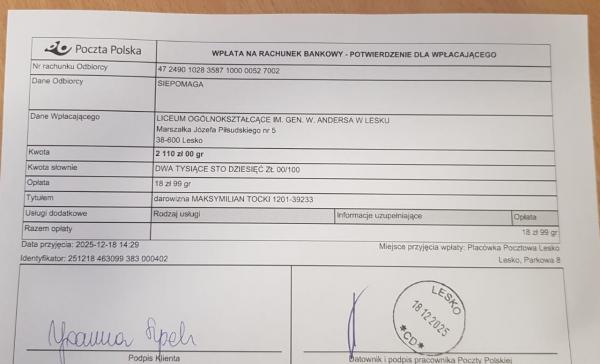 Poczta Polska
WPŁATA NA RACHUNEK BANKOWY - POTWIERDZENIE DLA WPŁACAJĄCEGO
Nr rachunku Odbiorcy 47 2490 1028 3587 1000 0052 7002
Dane Odbiorcy SIEPOMAGA
Dane Wpłacającego LICEUM OGÓLNOKSZTAŁCĄCE IM. GEN. W. ANDERSA W LESKU
Marszałka Józefa Piłsudskiego nr 5
38-600 Lesko
Kwota 2 110 zł 00 gr
Kwota słownie DWA TYSIĄCE STO DZIESIĘĆ ZŁ 00/100
Opłata 18 zł 99 gr
Tytułem darowizna MAKSYMILIAN TOCKI 1201-39233
Usługi dodatkowe Rodzaj usługi Informacje uzupełniające Opłata
Razem opłaty 18 zł 99 gr
Data przyjęcia: 2025-12-18 14:29 Miejsce przyjęcia wpłaty: Placówka Pocztowa Lesko
Identyfikator: 251218 463099 383 000402 Lesko, Parkowa 8
LESKO
18.12.2025
*CD*
Podpis Klienta Datownik i podpis pracownika Poczty Polskiej